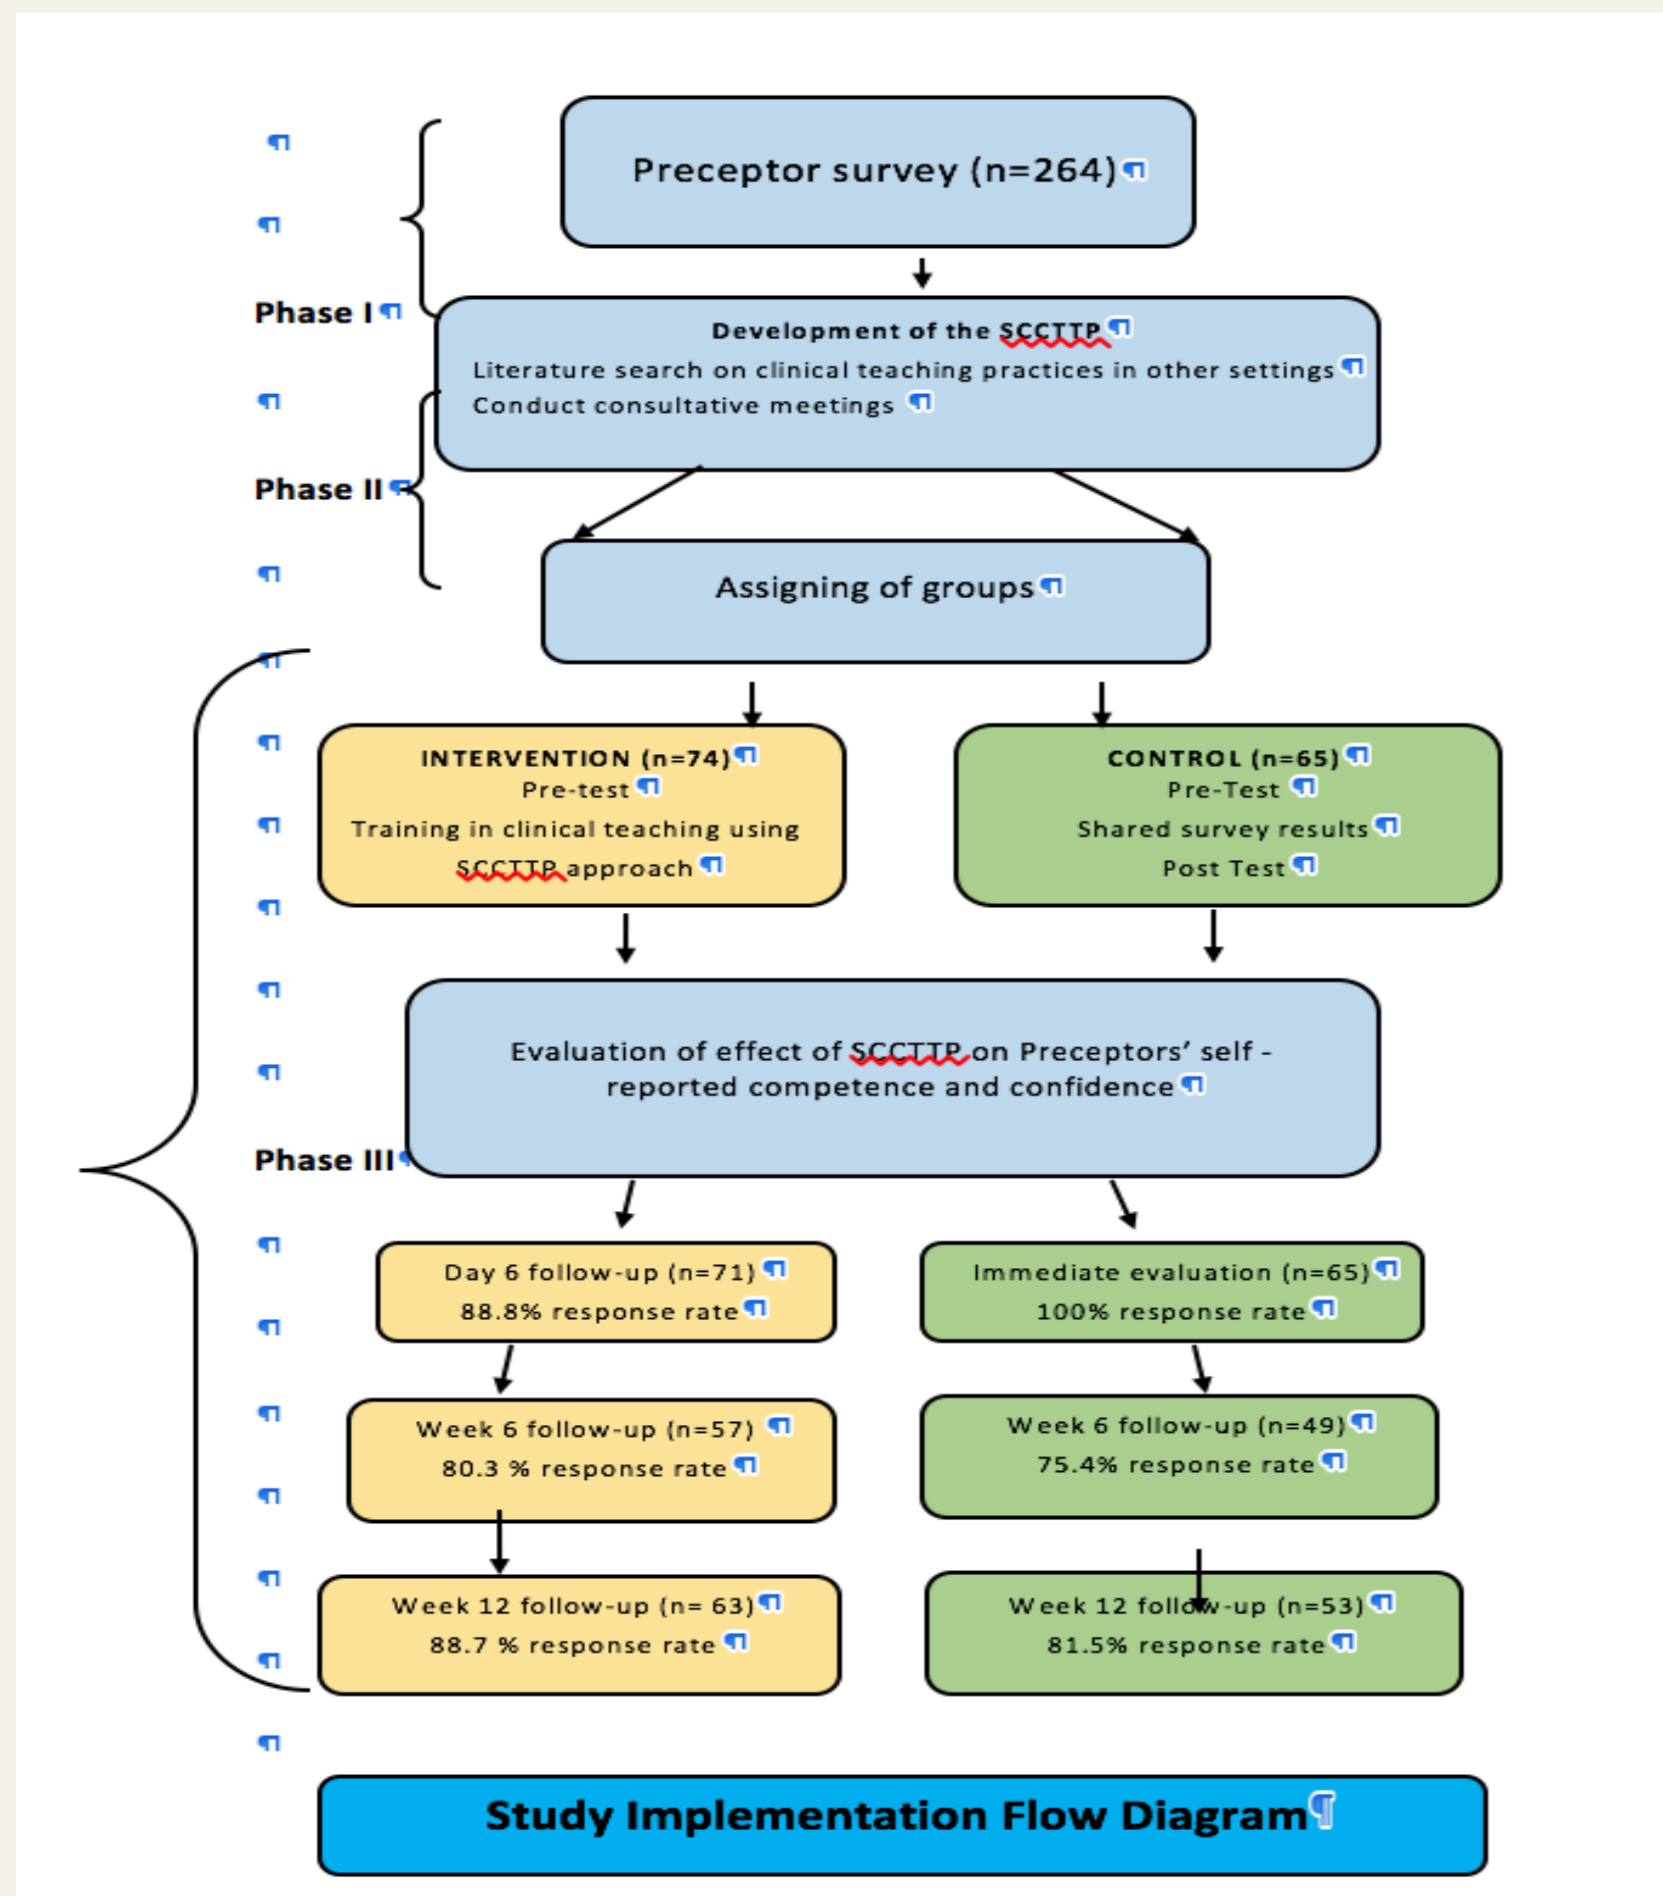 Preceptor survey (n=264)¶
¶
¶
Phase I¶
Development of the SCCTTP¶
Literature search on clinical teaching practices in other settings¶
Conduct consultative meetings ¶
¶
Phase II¶
¶
Assigning of groups¶
¶
¶
INTERVENTION (n=74)¶
Pre-test¶
Training in clinical teaching using
SCCTTP approach¶
CONTROL (n=65)¶
Pre-Test ¶
Shared survey results¶
Post Test¶
¶
¶
¶
¶
Evaluation of effect of SCCTTP on Preceptors’ self -
reported competence and confidence¶
Phase III¶
¶
Day 6 follow-up (n=71)¶
88.8% response rate¶
Immediate evaluation (n=65)¶
100% response rate¶
¶
¶
Week 6 follow-up (n=57) ¶
80.3 % response rate¶
Week 6 follow-up (n=49)¶
75.4% response rate¶
¶
¶
Week 12 follow-up (n= 63)¶
88.7 % response rate ¶
Week 12 follow-up (n=53)¶
81.5% response rate¶
¶
¶
Study Implementation Flow Diagram¶